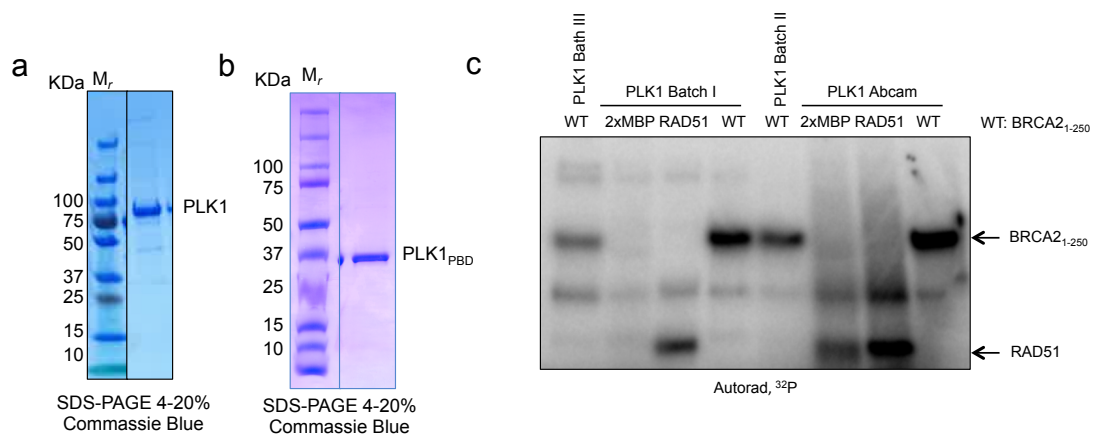 a
KDa M𝑟
100
75
50
37
25
15
10
PLK1
SDS-PAGE 4-20%
Commassie Blue
b
KDa M𝑟
100
75
50
37
25
15
10
PLK1PBD
SDS-PAGE 4-20%
Commassie Blue
c
PLK1 Bath III
PLK1 Batch I
PLK1 Batch II
PLK1 Abcam
WT 2xMBP RAD51 WT WT 2xMBP RAD51 WT
WT: BRCA21-250
BRCA21-250
RAD51
Autorad, 32P